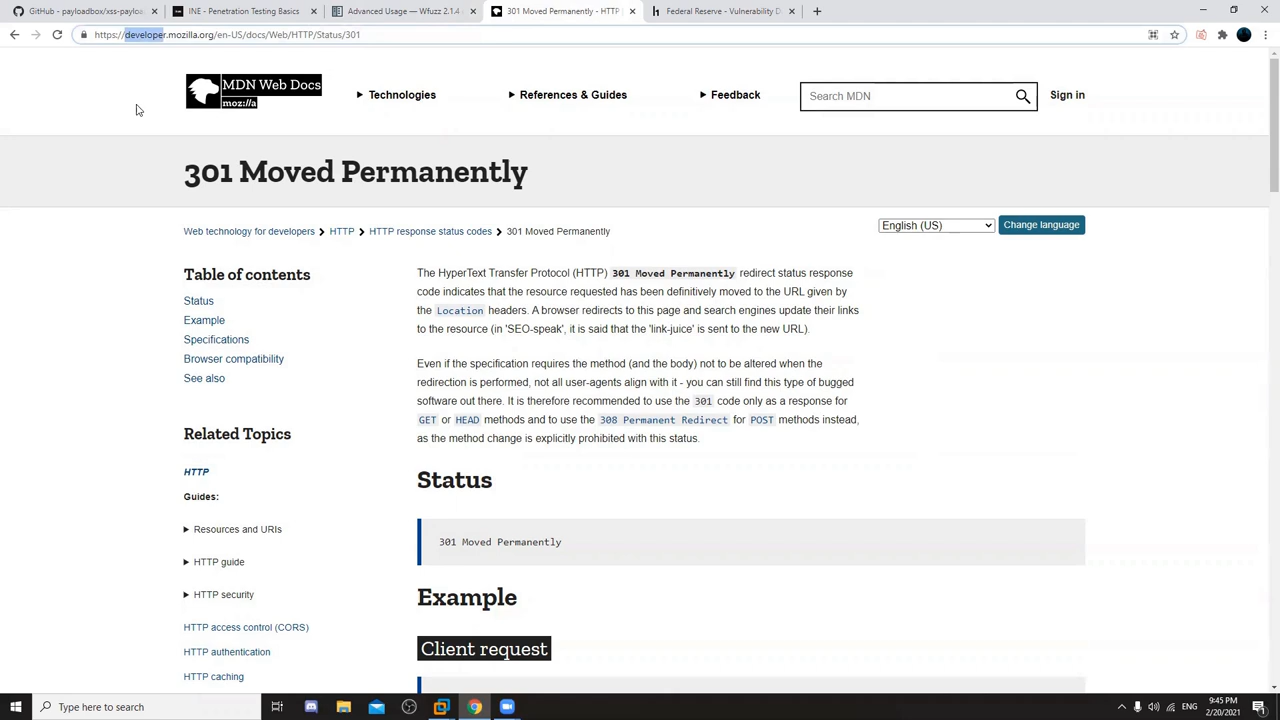 GitHub - payloadbox/xss-payloa
INE - Penetration Testing Basics
Advanced Usage — Wfuzz 2.1.4
301 Moved Permanently - HTTP
Federal Reserve - Vulnerability D
https://developer.mozilla.org/en-US/docs/Web/HTTP/Status/301
MDN Web Docs
moz://a
Technologies
References & Guides
Feedback
Search MDN
Sign in
301 Moved Permanently
Web technology for developers
HTTP
HTTP response status codes
301 Moved Permanently
English (US)
Change language
Table of contents
Status
Example
Specifications
Browser compatibility
See also
Related Topics
HTTP
Guides:
Resources and URIs
HTTP guide
HTTP security
HTTP access control (CORS)
HTTP authentication
HTTP caching
The HyperText Transfer Protocol (HTTP) 301 Moved Permanently redirect status response
code indicates that the resource requested has been definitively moved to the URL given by
the Location headers. A browser redirects to this page and search engines update their links
to the resource (in 'SEO-speak', it is said that the 'link-juice' is sent to the new URL).
Even if the specification requires the method (and the body) not to be altered when the
redirection is performed, not all user-agents align with it - you can still find this type of bugged
software out there. It is therefore recommended to use the 301 code only as a response for
GET or HEAD methods and to use the 308 Permanent Redirect for POST methods instead,
as the method change is explicitly prohibited with this status.
Status
301 Moved Permanently
Example
Client request
Type here to search
ENG
9:45 PM
2/20/2021